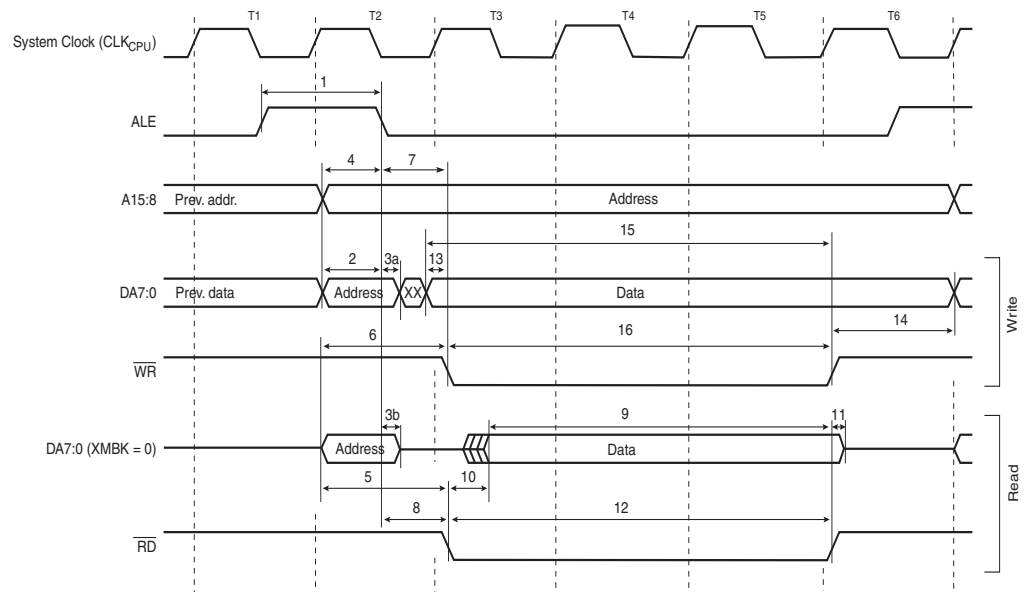 T1 T2 T3 T4 T5 T6
System Clock (CLKCPU)
1
ALE
4 7
A15:8 Prev. addr. Address
15
2 3a 13
DA7:0 Prev. data Address XX Data
14
6 16
WR
Write
3b 9 11
DA7:0 (XMBK = 0) Address Data
5 10
8 12
RD
Read